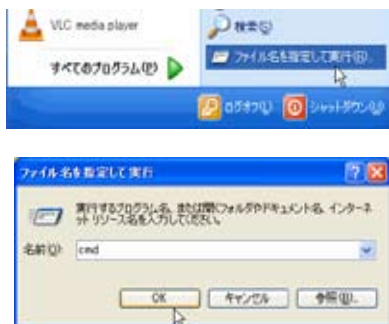 VLC media player
検索(S)
すべてのプログラム(P)
ファイル名を指定して実行(R)...
ログオフ(L)
シャットダウン(U)
ファイル名を指定して実行
実行するプログラム名、または開くフォルダやドキュメント名、インターネ
ット リソース名を入力してください。
名前(O):
cmd
OK
キャンセル
参照(B)...